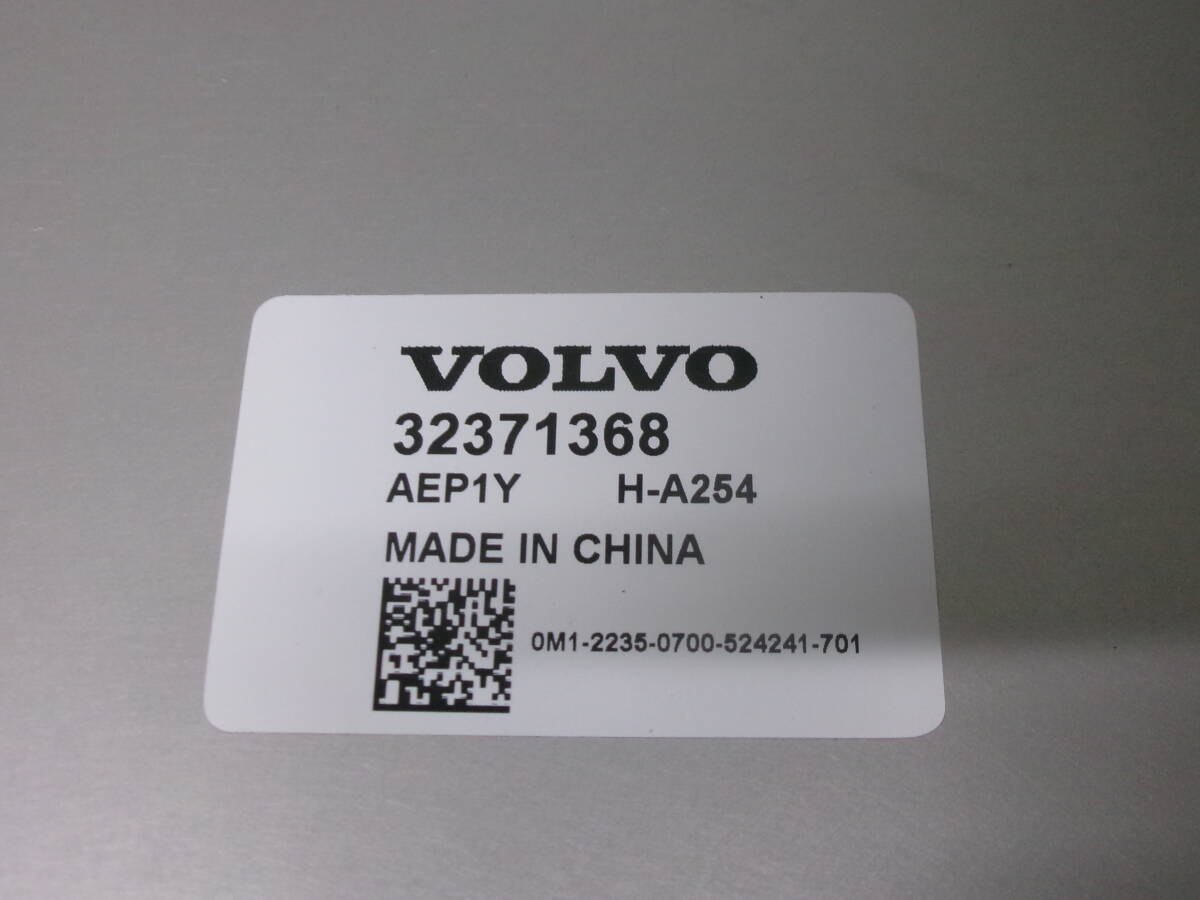 VOLVO
32371368
AEP1Y H-A254
MADE IN CHINA
0M1-2235-0700-524241-701